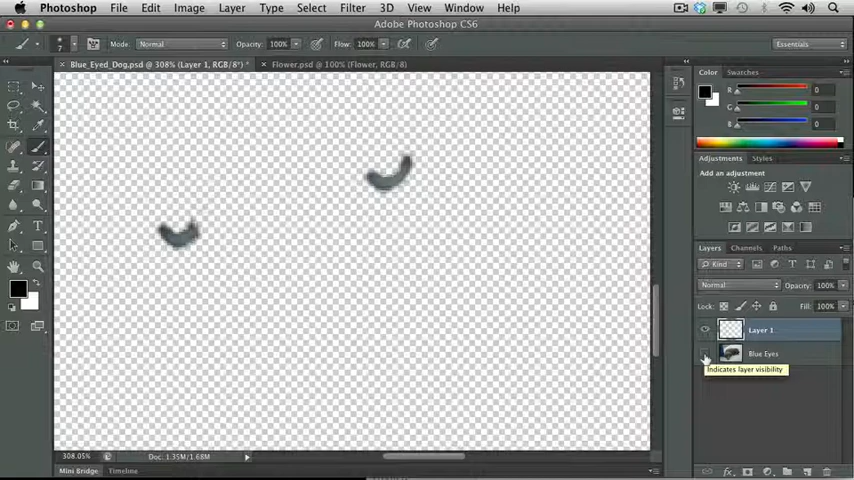 Photoshop File Edit Image Layer Type Select Filter 3D View Window Help
Adobe Photoshop CS6
7 Mode: Normal Opacity: 100% Flow: 100% Essentials
Blue_Eyed_Dog.psd @ 308% (Layer 1, RGB/8*) * Flower.psd @ 100% (Flower, RGB/8)
Color Swatches
R 0
G 0
B 0
Adjustments Styles
Add an adjustment
Layers Channels Paths
Kind
Normal Opacity: 100%
Lock: Fill: 100%
Layer 1
Blue Eyes
Indicates layer visibility
308.05% Doc: 1.35M/1.68M
Mini Bridge Timeline